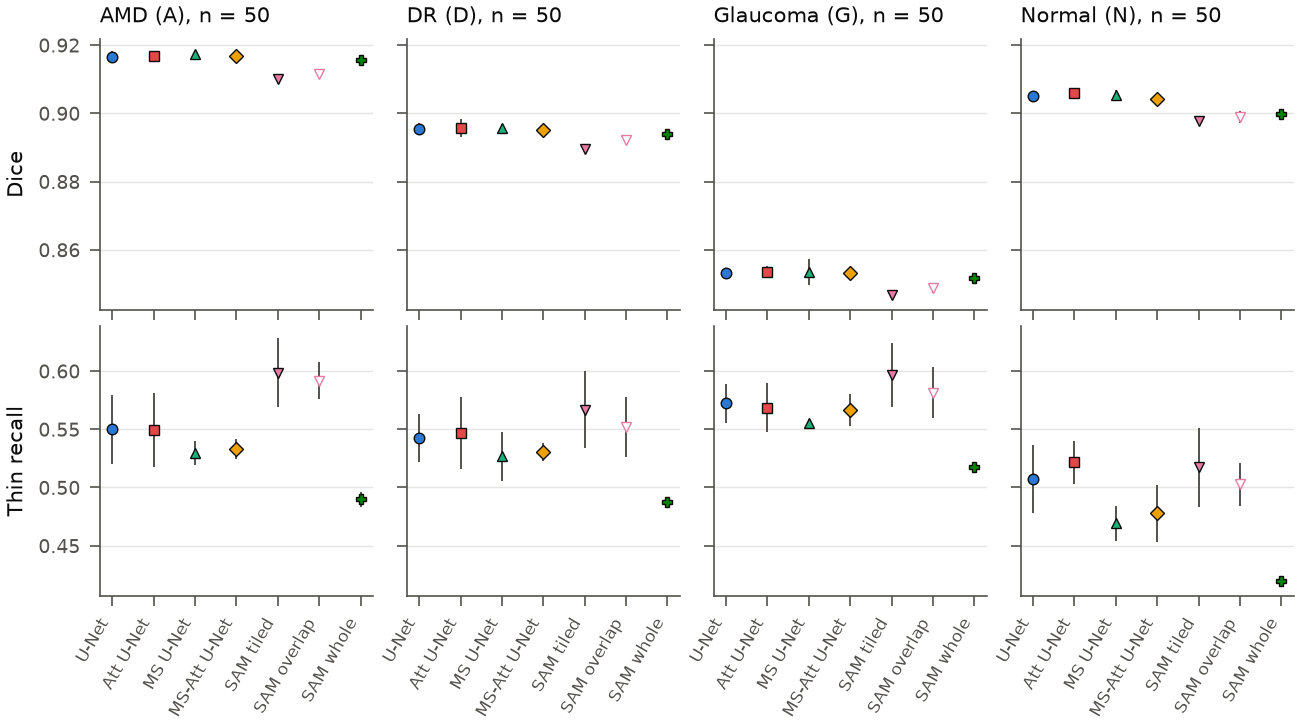 AMD (A), n = 50
DR (D), n = 50
Glaucoma (G), n = 50
Normal (N), n = 50
Dice
0.92
0.90
0.88
0.86
Thin recall
0.60
0.55
0.50
0.45
U-Net
Att U-Net
MS U-Net
MS-Att U-Net
SAM tiled
SAM overlap
SAM whole
U-Net
Att U-Net
MS U-Net
MS-Att U-Net
SAM tiled
SAM overlap
SAM whole
U-Net
Att U-Net
MS U-Net
MS-Att U-Net
SAM tiled
SAM overlap
SAM whole
U-Net
Att U-Net
MS U-Net
MS-Att U-Net
SAM tiled
SAM overlap
SAM whole